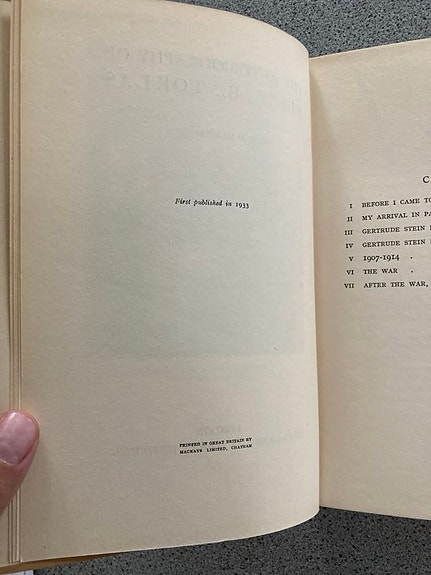 First published in 1933
PRINTED IN GREAT BRITAIN BY
MACKAYS LIMITED, CHATHAM
C
I BEFORE I CAME TO
II MY ARRIVAL IN PA
III GERTRUDE STEIN
IV GERTRUDE STEIN
V 1907-1914 .
VI THE WAR .
VII AFTER THE WAR,